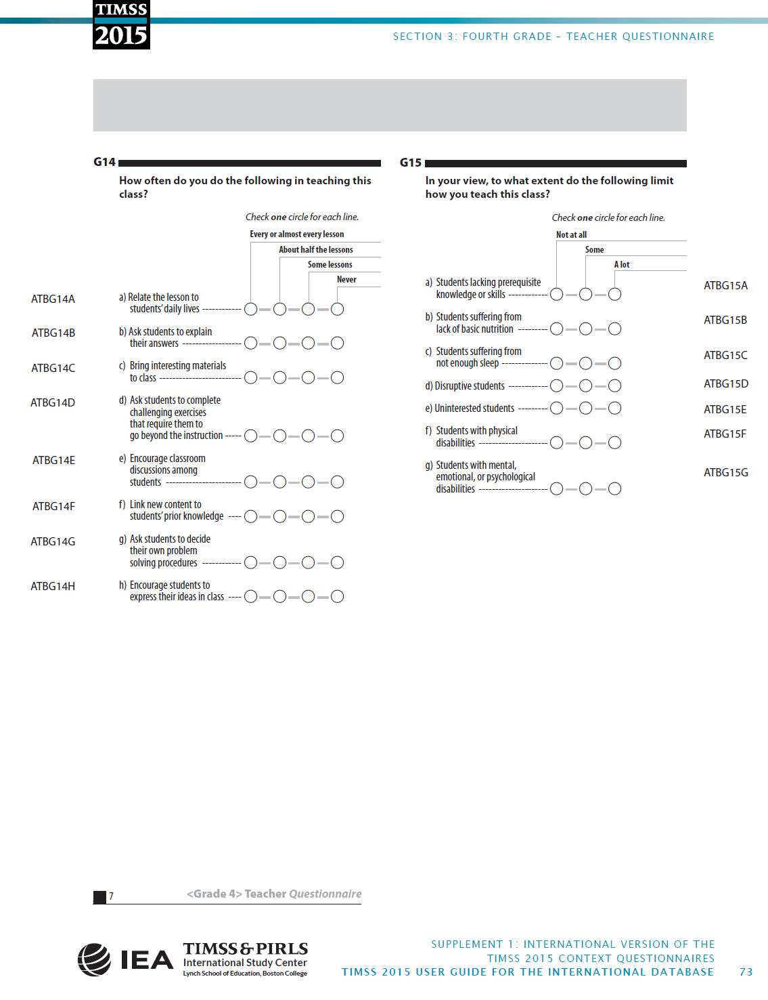 TIMSS
2015
SECTION 3: FOURTH GRADE – TEACHER QUESTIONNAIRE
G14
How often do you do the following in teaching this
class?
Check one circle for each line.
Every or almost every lesson
About half the lessons
Some lessons
Never
ATBG14A
a) Relate the lesson to
students’ daily lives ------------
ATBG14B
b) Ask students to explain
their answers ------------------
ATBG14C
c) Bring interesting materials
to class -------------------------
ATBG14D
d) Ask students to complete
challenging exercises
that require them to
go beyond the instruction -----
ATBG14E
e) Encourage classroom
discussions among
students -----------------------
ATBG14F
f) Link new content to
students’ prior knowledge ----
ATBG14G
g) Ask students to decide
their own problem
solving procedures ------------
ATBG14H
h) Encourage students to
express their ideas in class ----
G15
In your view, to what extent do the following limit
how you teach this class?
Check one circle for each line.
Not at all
Some
A lot
a) Students lacking prerequisite
knowledge or skills ------------
ATBG15A
b) Students suffering from
lack of basic nutrition ---------
ATBG15B
c) Students suffering from
not enough sleep --------------
ATBG15C
d) Disruptive students ------------
ATBG15D
e) Uninterested students ---------
ATBG15E
f) Students with physical
disabilities ---------------------
ATBG15F
g) Students with mental,
emotional, or psychological
disabilities ---------------------
ATBG15G
7
<Grade 4> Teacher Questionnaire
IEA
TIMSS & PIRLS
International Study Center
Lynch School of Education, Boston College
SUPPLEMENT 1: INTERNATIONAL VERSION OF THE
TIMSS 2015 CONTEXT QUESTIONNAIRES
TIMSS 2015 USER GUIDE FOR THE INTERNATIONAL DATABASE
73